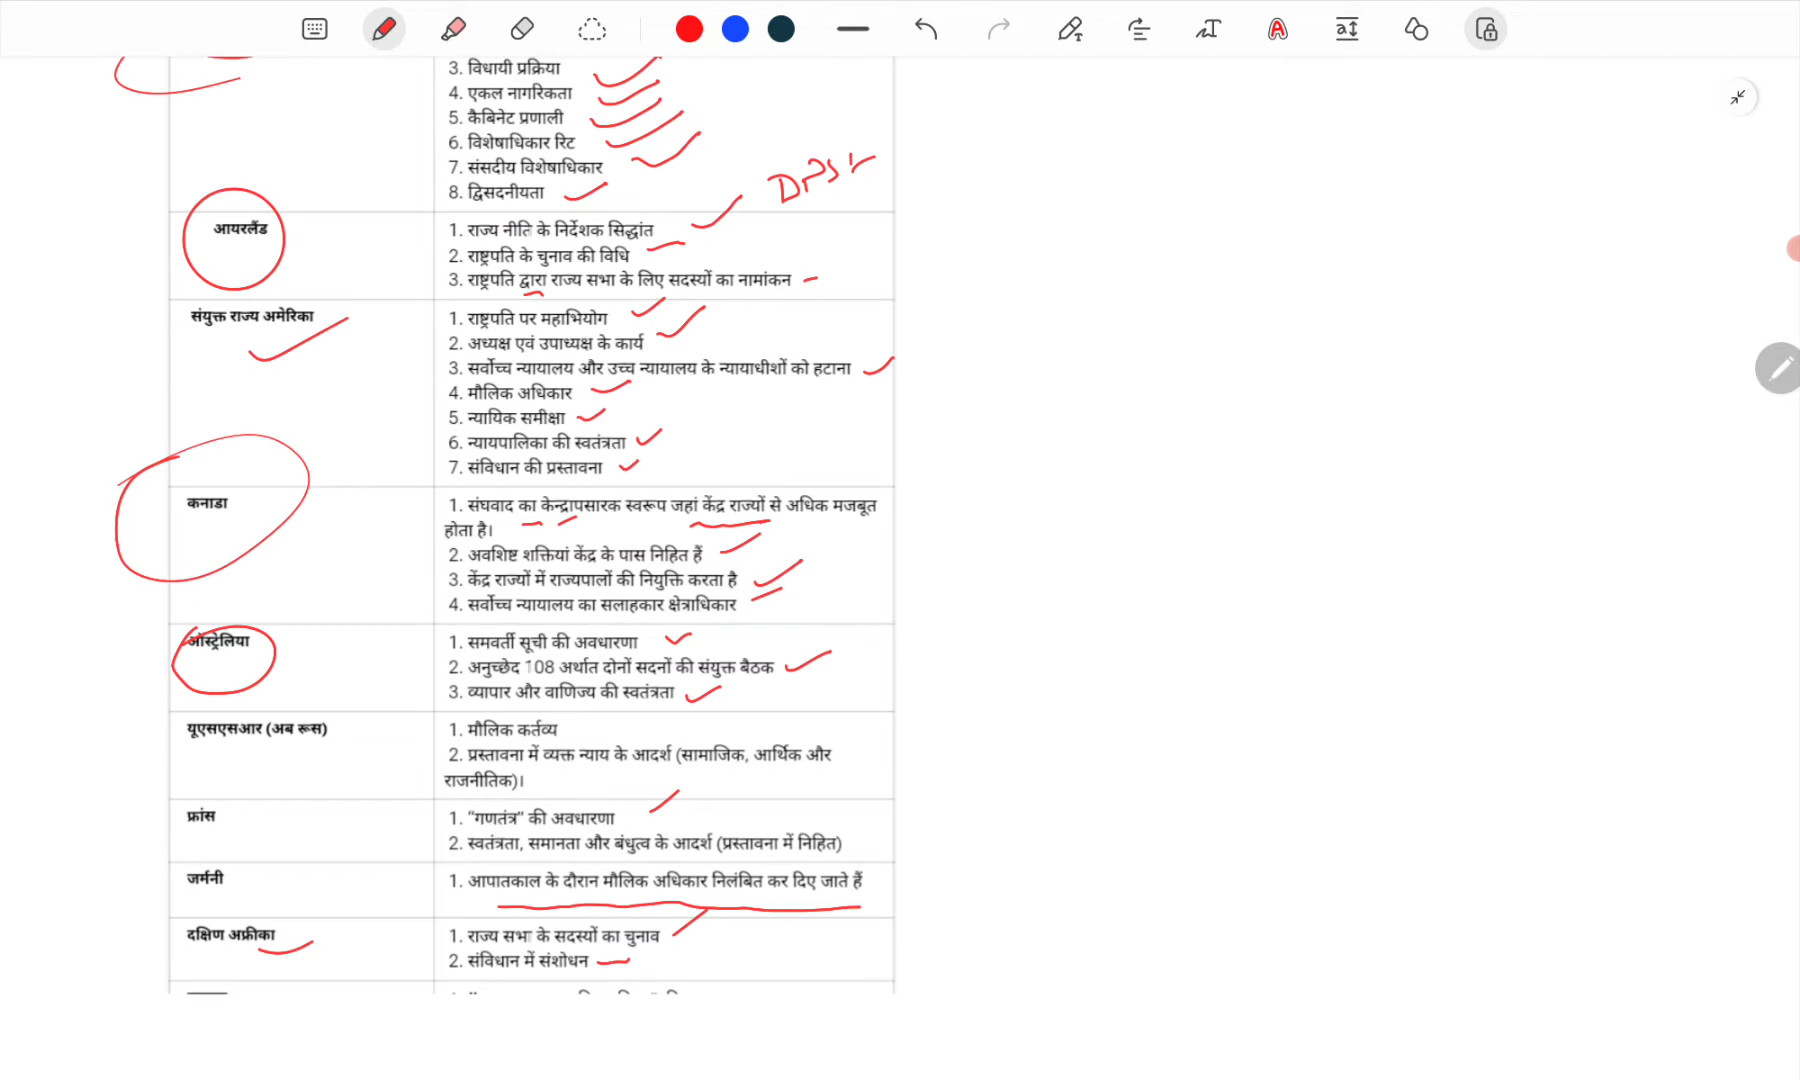 3. विधायी प्रक्रिया
4. एकल नागरिकता
5. कैबिनेट प्रणाली
6. विशेषाधिकार रिट
7. संसदीय विशेषाधिकार
8. द्विसदनीयता
DPSP
आयरलैंड
1. राज्य नीति के निर्देशक सिद्धांत
2. राष्ट्रपति के चुनाव की विधि
3. राष्ट्रपति द्वारा राज्य सभा के लिए सदस्यों का नामांकन
संयुक्त राज्य अमेरिका
1. राष्ट्रपति पर महाभियोग
2. अध्यक्ष एवं उपाध्यक्ष के कार्य
3. सर्वोच्च न्यायालय और उच्च न्यायालय के न्यायाधीशों को हटाना
4. मौलिक अधिकार
5. न्यायिक समीक्षा
6. न्यायपालिका की स्वतंत्रता
7. संविधान की प्रस्तावना
कनाडा
1. संघवाद का केन्द्रापसारक स्वरूप जहां केंद्र राज्यों से अधिक मजबूत
होता है।
2. अवशिष्ट शक्तियां केंद्र के पास निहित हैं
3. केंद्र राज्यों में राज्यपालों की नियुक्ति करता है
4. सर्वोच्च न्यायालय का सलाहकार क्षेत्राधिकार
ऑस्ट्रेलिया
1. समवर्ती सूची की अवधारणा
2. अनुच्छेद 108 अर्थात दोनों सदनों की संयुक्त बैठक
3. व्यापार और वाणिज्य की स्वतंत्रता
यूएसएसआर (अब रूस)
1. मौलिक कर्तव्य
2. प्रस्तावना में व्यक्त न्याय के आदर्श (सामाजिक, आर्थिक और
राजनीतिक)।
फ्रांस
1. "गणतंत्र" की अवधारणा
2. स्वतंत्रता, समानता और बंधुत्व के आदर्श (प्रस्तावना में निहित)
जर्मनी
1. आपातकाल के दौरान मौलिक अधिकार निलंबित कर दिए जाते हैं
दक्षिण अफ्रीका
1. राज्य सभा के सदस्यों का चुनाव
2. संविधान में संशोधन